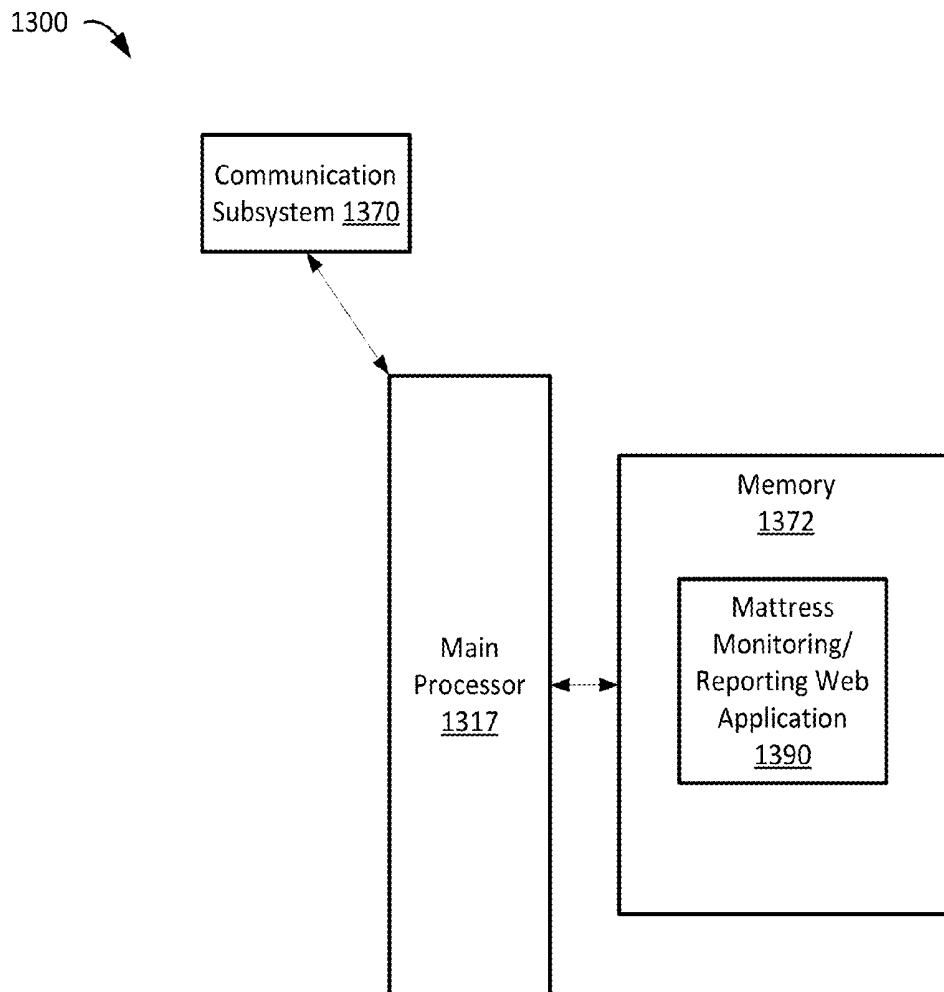 1300
Communication
Subsystem 1370
Memory
1372
Mattress
Monitoring/
Reporting Web
Application
1390
Main
Processor
1317